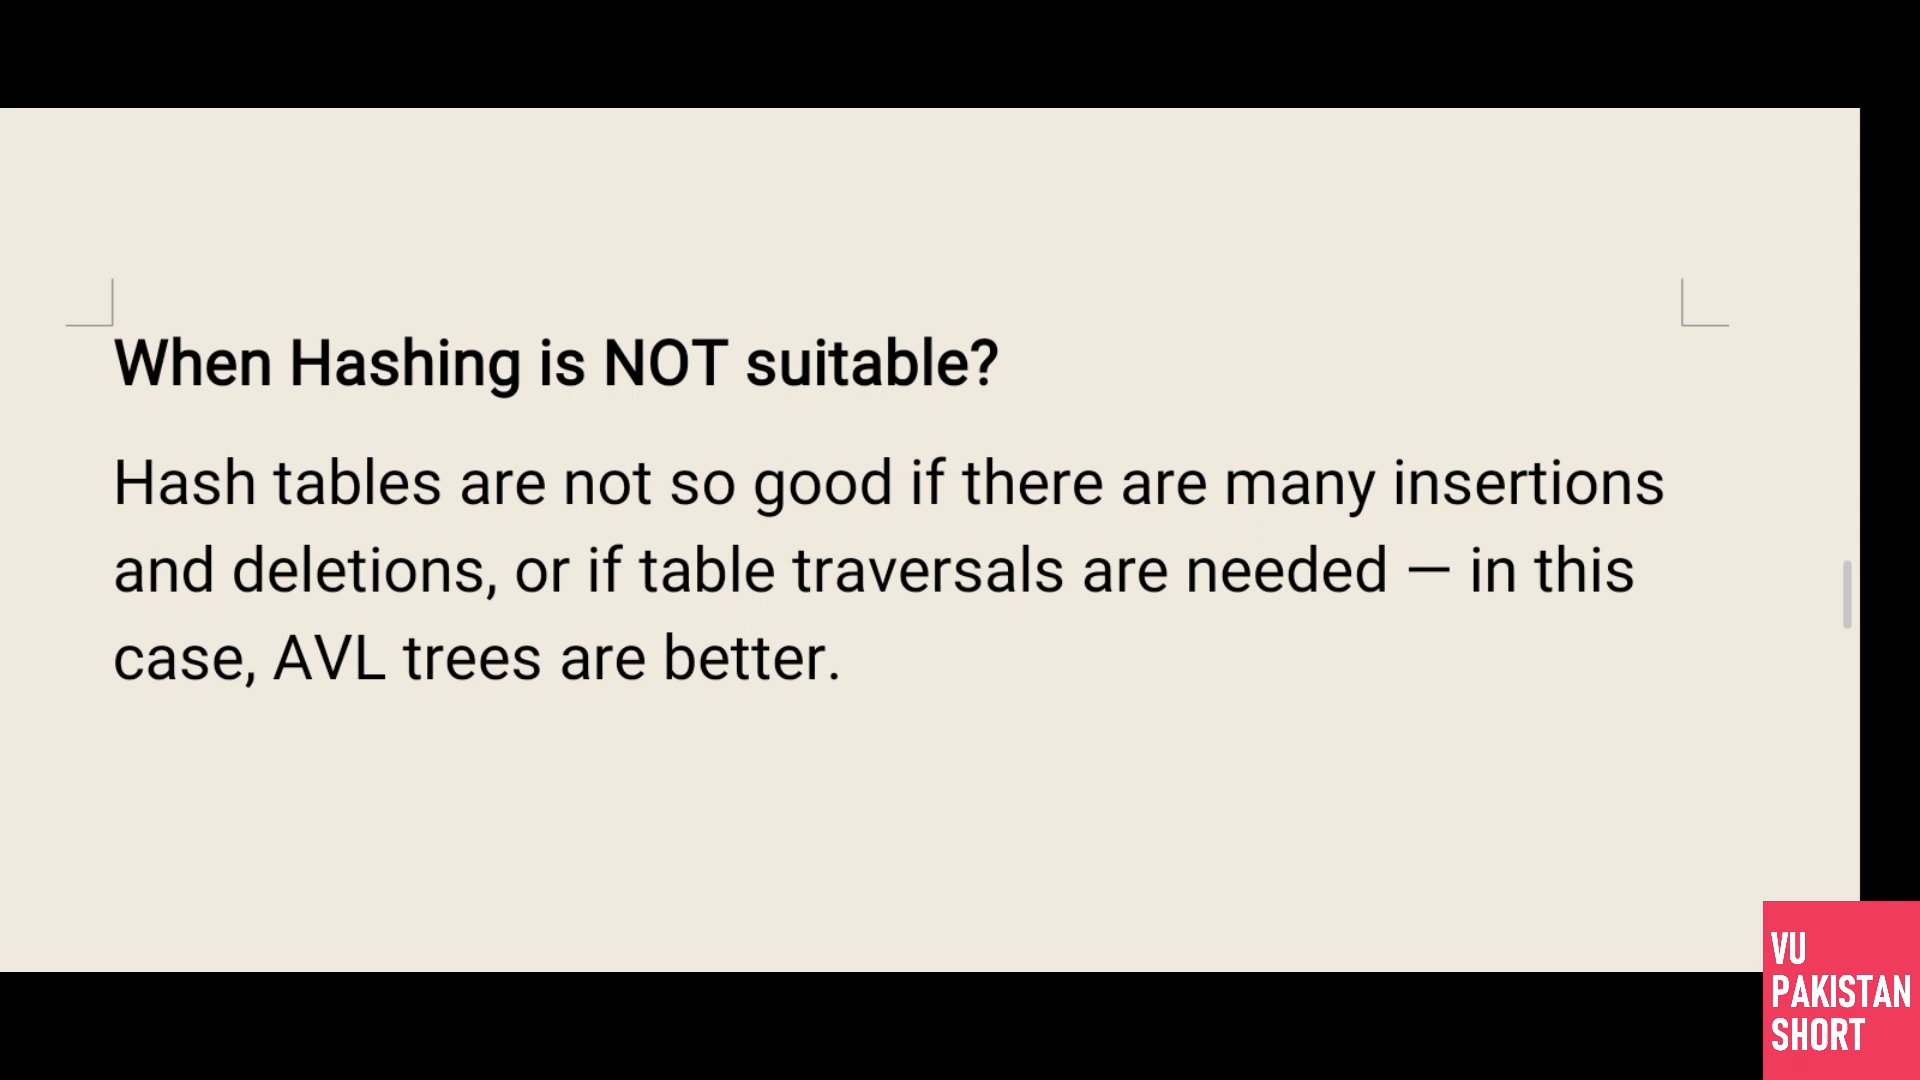 When Hashing is NOT suitable?
Hash tables are not so good if there are many insertions
and deletions, or if table traversals are needed — in this
case, AVL trees are better.
VU
PAKISTAN
SHORT